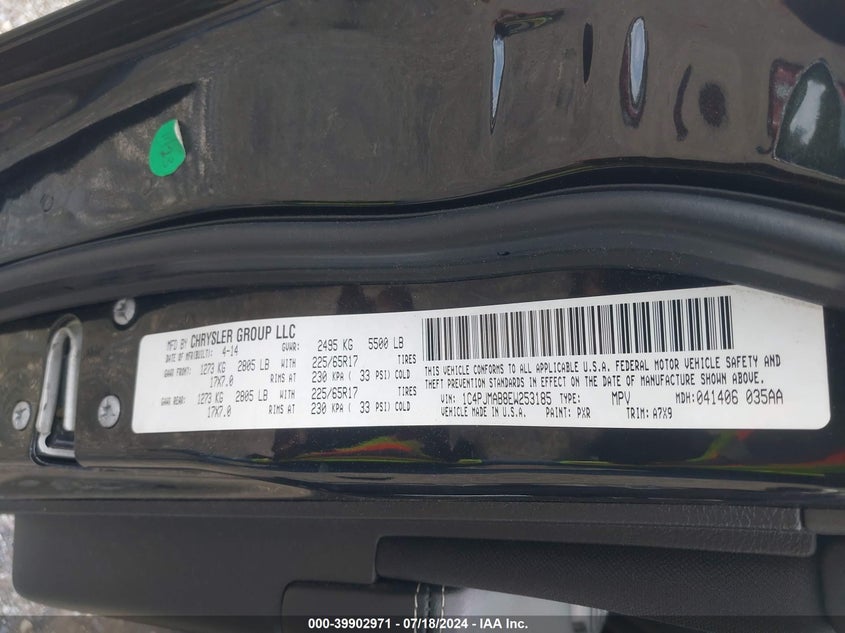 MFD BY CHRYSLER GROUP LLC GVWR: 2495 KG 5500 LB
DATE OF MFR(BUILT): 4-14
GAWR FRONT: 1273 KG 2805 LB WITH 225/65R17 TIRES
17X7.0 RIMS AT 230 KPA ( 33 PSI) COLD
GAWR REAR: 1273 KG 2805 LB WITH 225/65R17 TIRES
17X7.0 RIMS AT 230 KPA ( 33 PSI) COLD
THIS VEHICLE CONFORMS TO ALL APPLICABLE U.S.A. FEDERAL MOTOR VEHICLE SAFETY AND
THEFT PREVENTION STANDARDS IN EFFECT ON THE DATE OF MANUFACTURE SHOWN ABOVE.
VIN: 1C4PJMAB8EW253185 TYPE: MPV MDH: 041406 035AA
VEHICLE MADE IN U.S.A. PAINT: PXR TRIM: A7X9
000-39902971 - 07/18/2024 - IAA Inc.